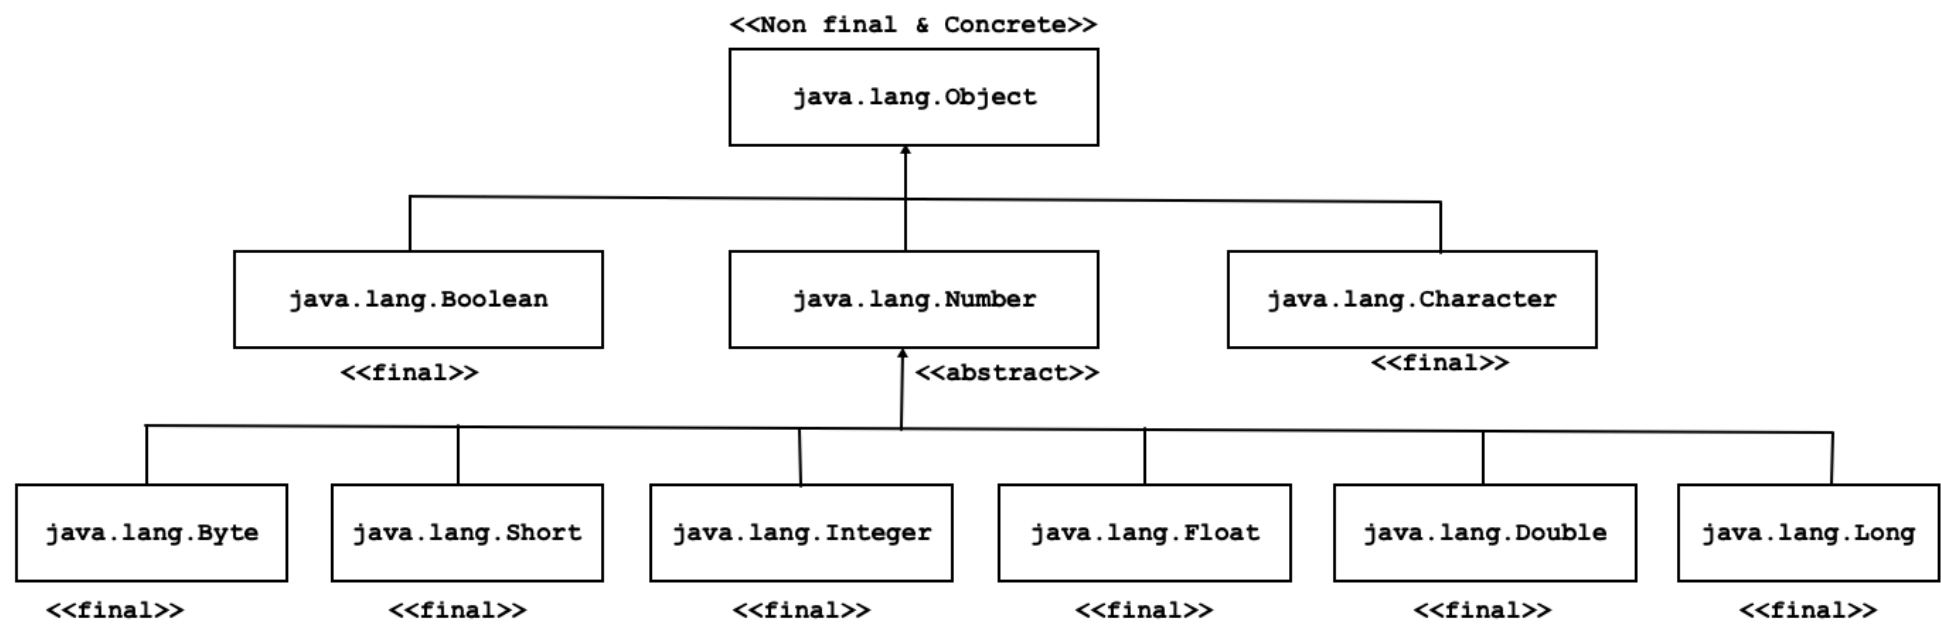 <<Non final & Concrete>>
java.lang.Object
java.lang.Boolean
java.lang.Number
java.lang.Character
<<final>>
<<abstract>>
<<final>>
java.lang.Byte
java.lang.Short
java.lang.Integer
java.lang.Float
java.lang.Double
java.lang.Long
<<final>>
<<final>>
<<final>>
<<final>>
<<final>>
<<final>>